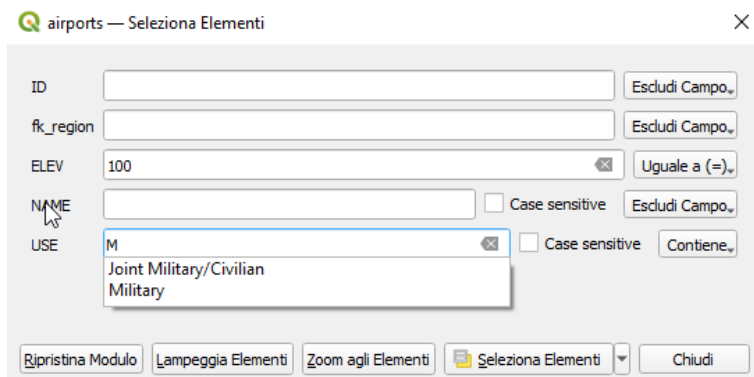 airports — Seleziona Elementi
ID Escludi Campo
fk_region Escludi Campo
ELEV 100 Uguale a (=)
NAME Case sensitive Escludi Campo
USE M Case sensitive Contiene
Joint Military/Civilian
Military
Ripristina Modulo Lampeggia Elementi Zoom agli Elementi Seleziona Elementi Chiudi